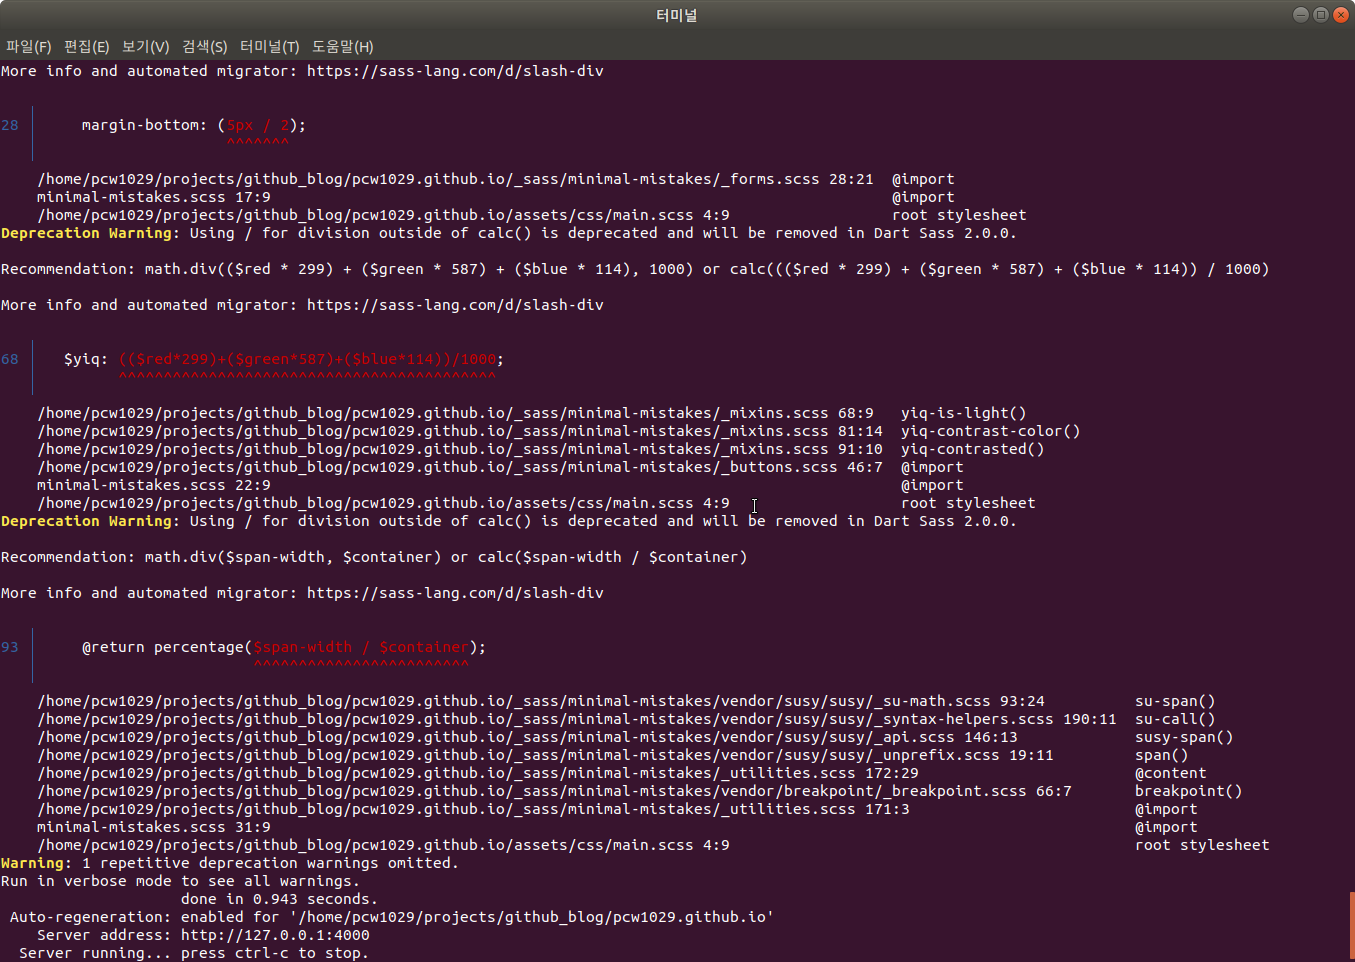 터미널
파일(F) 편집(E) 보기(V) 검색(S) 터미널(T) 도움말(H)
More info and automated migrator: https://sass-lang.com/d/slash-div
28 margin-bottom: (5px / 2);
^^^^^^^
/home/pcw1029/projects/github_blog/pcw1029.github.io/_sass/minimal-mistakes/_forms.scss 28:21 @import
minimal-mistakes.scss 17:9 @import
/home/pcw1029/projects/github_blog/pcw1029.github.io/assets/css/main.scss 4:9 root stylesheet
Deprecation Warning: Using / for division outside of calc() is deprecated and will be removed in Dart Sass 2.0.0.
Recommendation: math.div(($red * 299) + ($green * 587) + ($blue * 114), 1000) or calc((($red * 299) + ($green * 587) + ($blue * 114)) / 1000)
More info and automated migrator: https://sass-lang.com/d/slash-div
68 $yiq: (($red*299)+($green*587)+($blue*114))/1000;
^^^^^^^^^^^^^^^^^^^^^^^^^^^^^^^^^^^^^^^^^^
/home/pcw1029/projects/github_blog/pcw1029.github.io/_sass/minimal-mistakes/_mixins.scss 68:9 yiq-is-light()
/home/pcw1029/projects/github_blog/pcw1029.github.io/_sass/minimal-mistakes/_mixins.scss 81:14 yiq-contrast-color()
/home/pcw1029/projects/github_blog/pcw1029.github.io/_sass/minimal-mistakes/_mixins.scss 91:10 yiq-contrasted()
/home/pcw1029/projects/github_blog/pcw1029.github.io/_sass/minimal-mistakes/_buttons.scss 46:7 @import
minimal-mistakes.scss 22:9 @import
/home/pcw1029/projects/github_blog/pcw1029.github.io/assets/css/main.scss 4:9 root stylesheet
Deprecation Warning: Using / for division outside of calc() is deprecated and will be removed in Dart Sass 2.0.0.
Recommendation: math.div($span-width, $container) or calc($span-width / $container)
More info and automated migrator: https://sass-lang.com/d/slash-div
93 @return percentage($span-width / $container);
^^^^^^^^^^^^^^^^^^^^^^^^
/home/pcw1029/projects/github_blog/pcw1029.github.io/_sass/minimal-mistakes/vendor/susy/susy/_su-math.scss 93:24 su-span()
/home/pcw1029/projects/github_blog/pcw1029.github.io/_sass/minimal-mistakes/vendor/susy/susy/_syntax-helpers.scss 190:11 su-call()
/home/pcw1029/projects/github_blog/pcw1029.github.io/_sass/minimal-mistakes/vendor/susy/susy/_api.scss 146:13 susy-span()
/home/pcw1029/projects/github_blog/pcw1029.github.io/_sass/minimal-mistakes/vendor/susy/susy/_unprefix.scss 19:11 span()
/home/pcw1029/projects/github_blog/pcw1029.github.io/_sass/minimal-mistakes/_utilities.scss 172:29 @content
/home/pcw1029/projects/github_blog/pcw1029.github.io/_sass/minimal-mistakes/vendor/breakpoint/_breakpoint.scss 66:7 breakpoint()
/home/pcw1029/projects/github_blog/pcw1029.github.io/_sass/minimal-mistakes/_utilities.scss 171:3 @import
minimal-mistakes.scss 31:9 @import
/home/pcw1029/projects/github_blog/pcw1029.github.io/assets/css/main.scss 4:9 root stylesheet
Warning: 1 repetitive deprecation warnings omitted.
Run in verbose mode to see all warnings.
done in 0.943 seconds.
Auto-regeneration: enabled for '/home/pcw1029/projects/github_blog/pcw1029.github.io'
Server address: http://127.0.0.1:4000
Server running... press ctrl-c to stop.